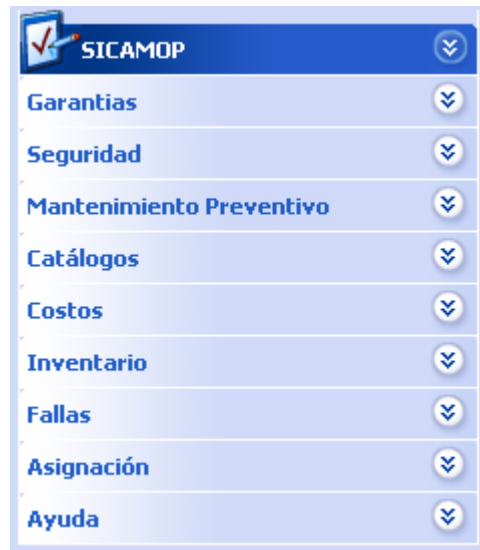 SICAMOP
Garantias
Seguridad
Mantenimiento Preventivo
Catálogos
Costos
Inventario
Fallas
Asignación
Ayuda